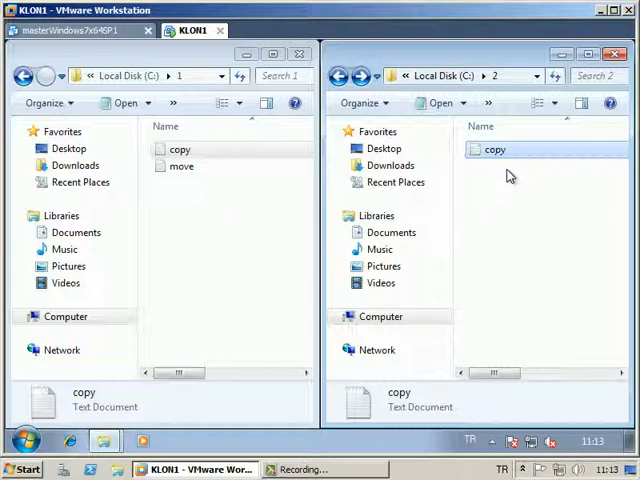 KLON1 - VMware Workstation
masterWindows7x64SP1
KLON1
Local Disk (C:) 1
Search 1
Organize
Open
»
Name
Favorites
Desktop
Downloads
Recent Places
Libraries
Documents
Music
Pictures
Videos
Computer
Network
copy
move
copy
Text Document
Local Disk (C:) 2
Search 2
Organize
Open
»
Name
Favorites
Desktop
Downloads
Recent Places
Libraries
Documents
Music
Pictures
Videos
Computer
Network
copy
copy
Text Document
TR
11:13
Start
KLON1 - VMware Wor...
Recording...
TR
11:13